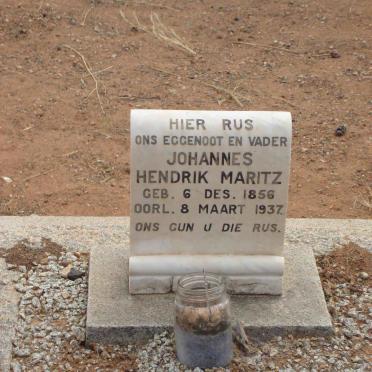 HIER RUS
ONS EGGENOOT EN VADER
JOHANNES
HENDRIK MARITZ
GEB. 6 DES. 1856
OORL. 8 MAART 1937.
ONS GUN U DIE RUS.